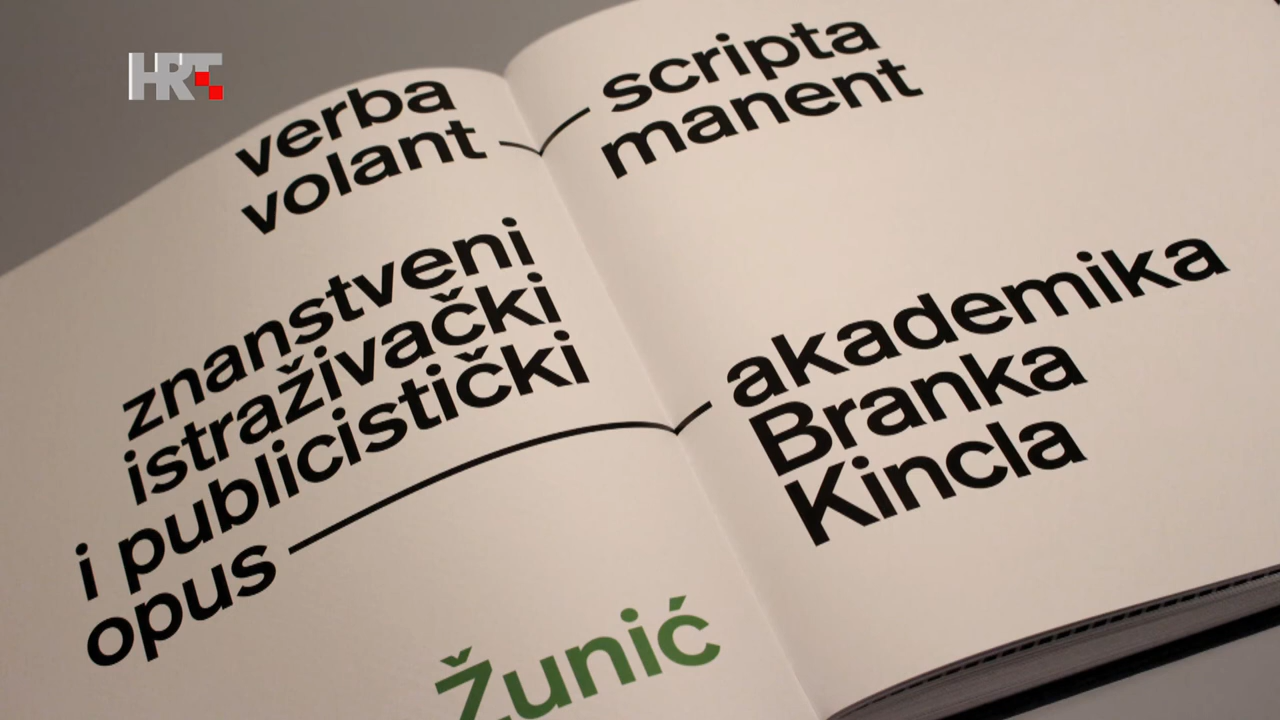 HRT
verba
volant — scripta
manent
znanstveni
istraživački
i publicistički
opus — akademika
Branka
Kincla
Žunić